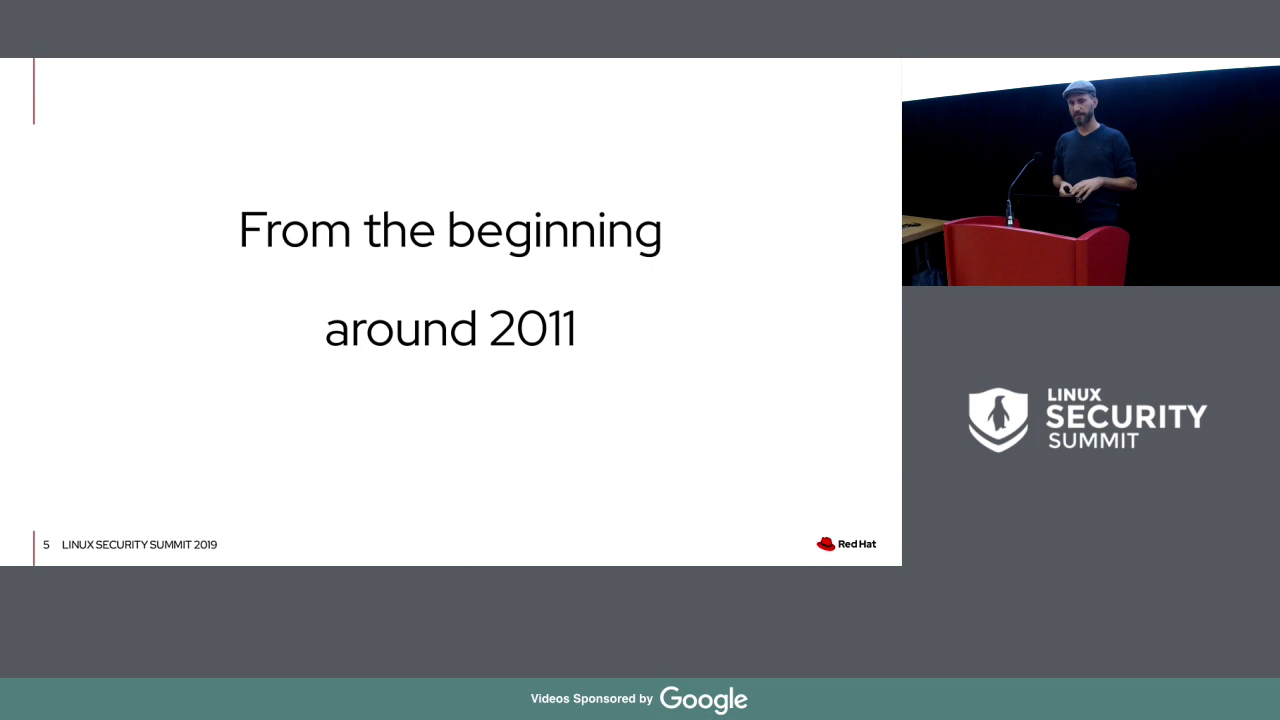 From the beginning
around 2011
5 LINUX SECURITY SUMMIT 2019
Red Hat
LINUX
SECURITY
SUMMIT
Videos Sponsored by Google